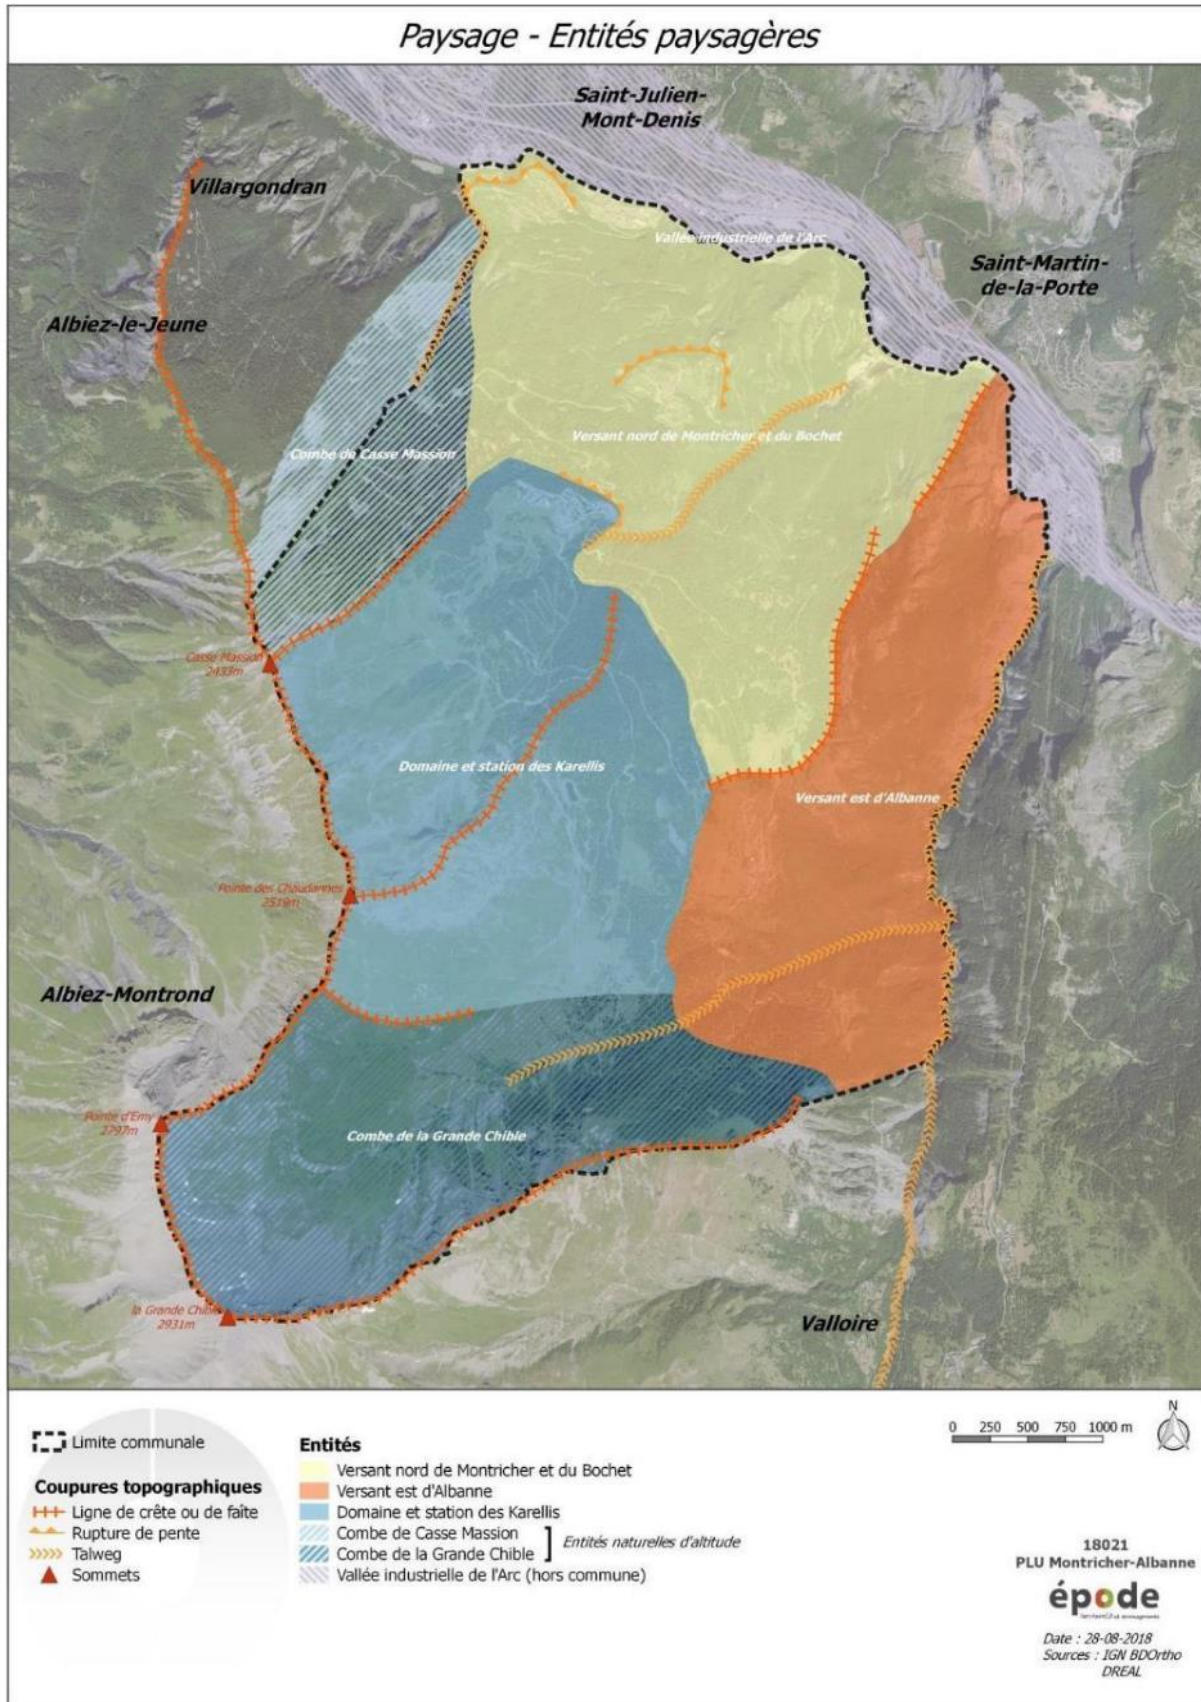 Paysage - Entités paysagères
Saint-Julien-
Mont-Denis
Villargondran
Vallée industrielle de l'Arc
Saint-Martin-
de-la-Porte
Albiez-le-Jeune
Versant nord de Montricher et du Bochet
Combe de Casse Massion
Casse Massion
2433m
Domaine et station des Karellis
Versant est d'Albanne
Pointe des Chaudannes
2519m
Albiez-Montrond
Pointe d'Emy
2797m
Combe de la Grande Chible
la Grande Chible
2931m
Valloire
Limite communale
Coupures topographiques
Ligne de crête ou de faîte
Rupture de pente
Talweg
Sommets
Entités
Versant nord de Montricher et du Bochet
Versant est d'Albanne
Domaine et station des Karellis
Combe de Casse Massion
Combe de la Grande Chible
Entités naturelles d'altitude
Vallée industrielle de l'Arc (hors commune)
0 250 500 750 1000 m
N
18021
PLU Montricher-Albanne
épode
Date : 28-08-2018
Sources : IGN BDOrtho
DREAL